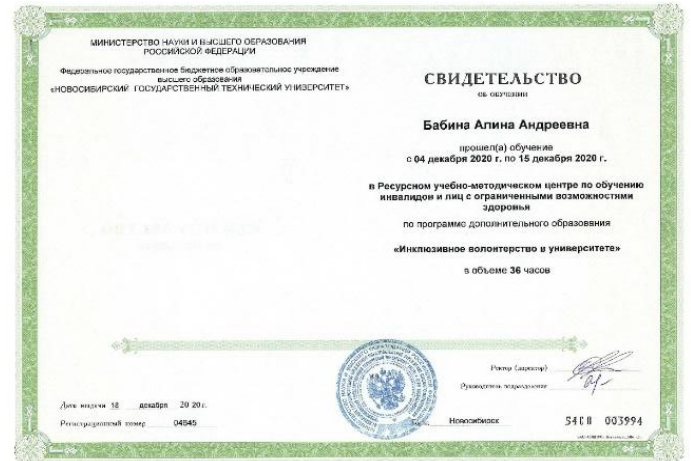 МИНИСТЕРСТВО НАУКИ И ВЫСШЕГО ОБРАЗОВАНИЯ
РОССИЙСКОЙ ФЕДЕРАЦИИ
Федеральное государственное бюджетное образовательное учреждение
высшего образования
«НОВОСИБИРСКИЙ ГОСУДАРСТВЕННЫЙ ТЕХНИЧЕСКИЙ УНИВЕРСИТЕТ»
Дата выдачи 18 декабря 2020 г.
Регистрационный номер 04545
СВИДЕТЕЛЬСТВО
ОБ ОБУЧЕНИИ
Бабина Алина Андреевна
прошел(а) обучение
с 04 декабря 2020 г. по 15 декабря 2020 г.
в Ресурсном учебно-методическом центре по обучению
инвалидов и лиц с ограниченными возможностями
здоровья
по программе дополнительного образования
«Инклюзивное волонтерство в университете»
в объеме 36 часов
Ректор (директор)
Руководитель подразделения
Новосибирск
54СВ 003994